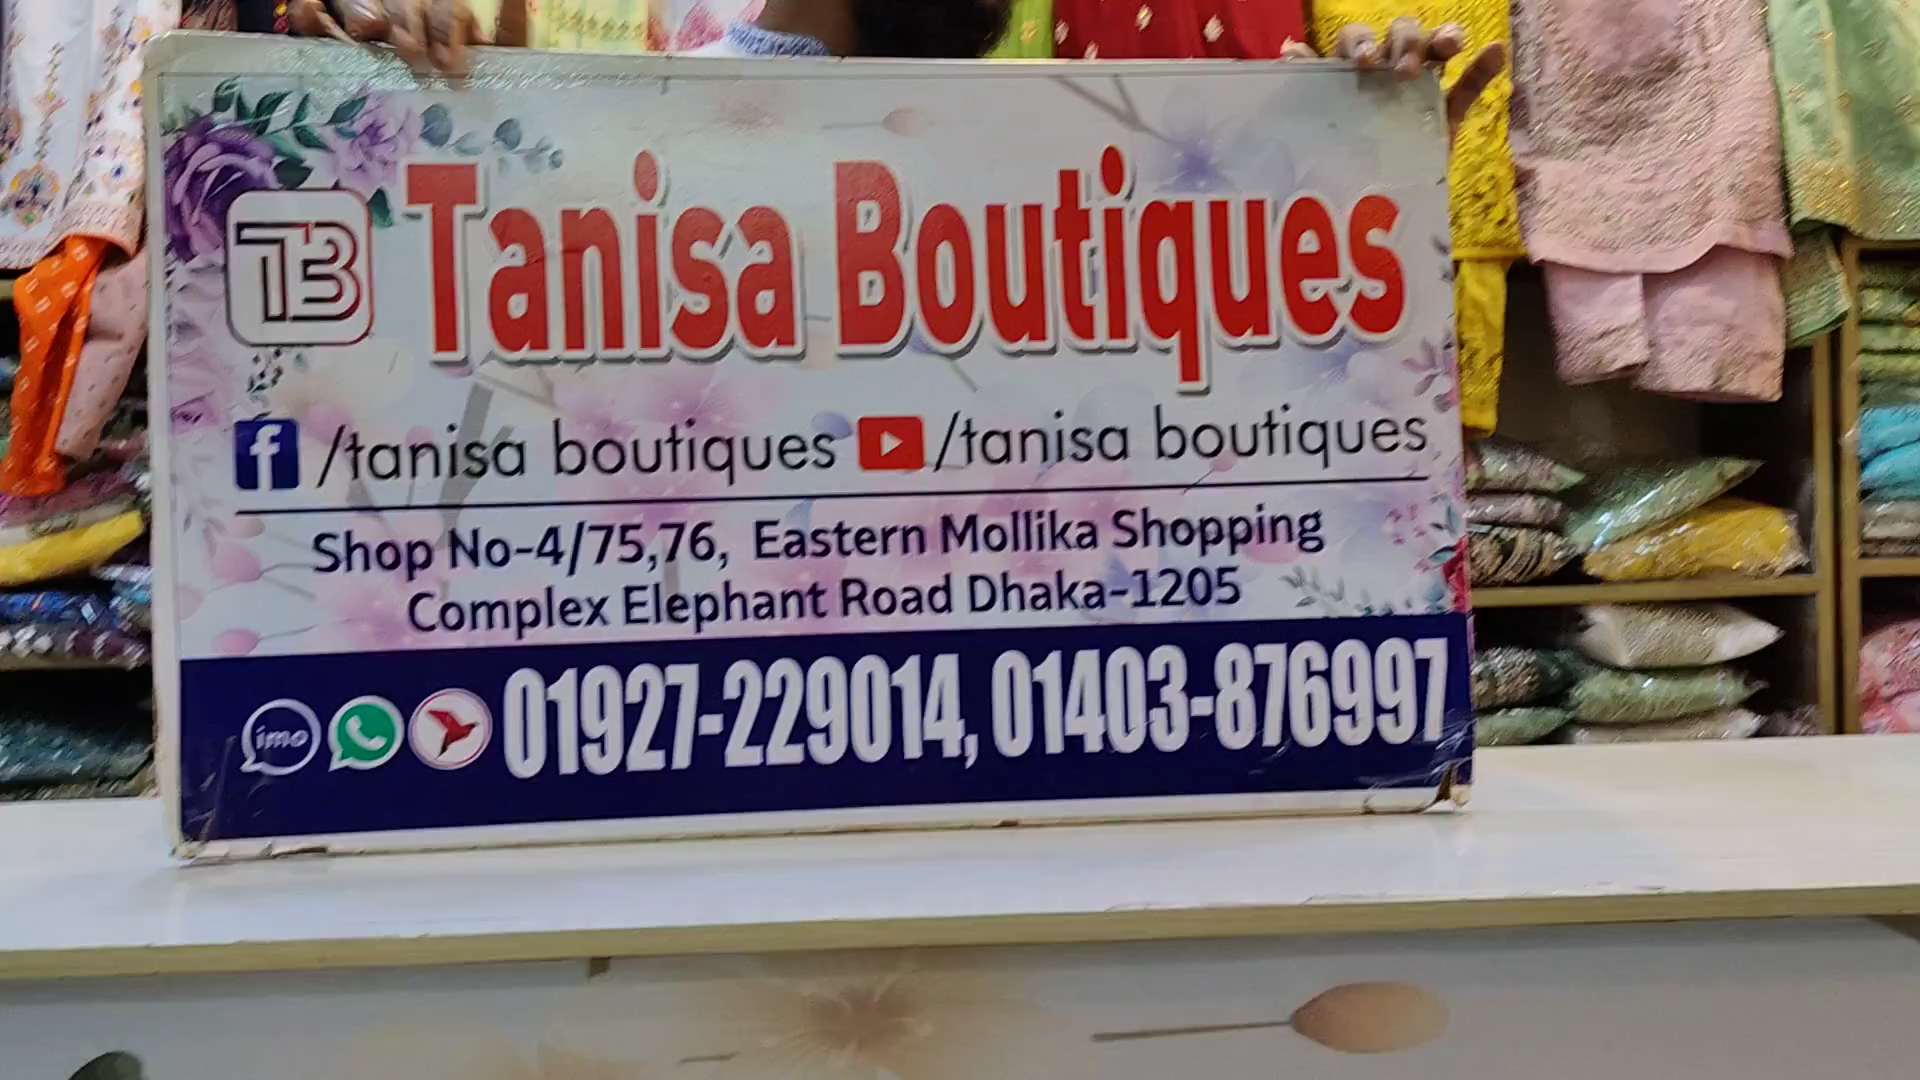 TB Tanisa Boutiques
/tanisa boutiques /tanisa boutiques
Shop No-4/75,76, Eastern Mollika Shopping
Complex Elephant Road Dhaka-1205
imo 01927-229014, 01403-876997